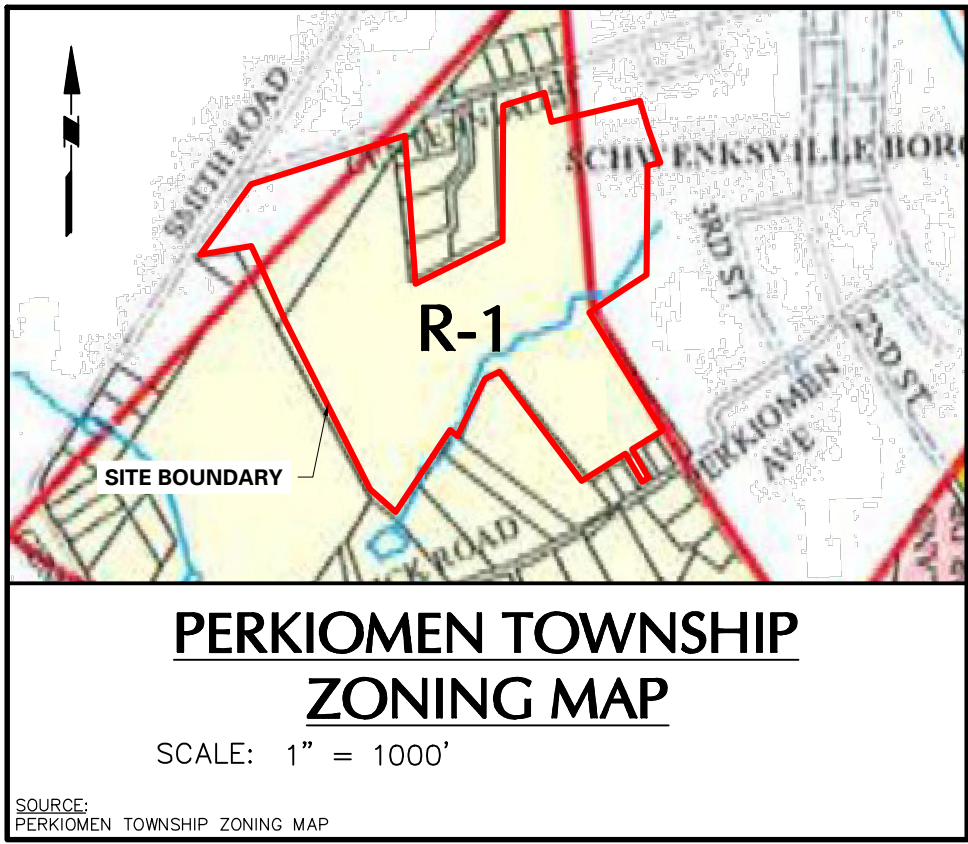 SMITH ROAD
SCHWENKSVILLE BORO
3RD ST
R-1
2ND ST
PERKIOMEN
AVE
SITE BOUNDARY
ROAD
PERKIOMEN TOWNSHIP
ZONING MAP
SCALE: 1” = 1000’
SOURCE:
PERKIOMEN TOWNSHIP ZONING MAP